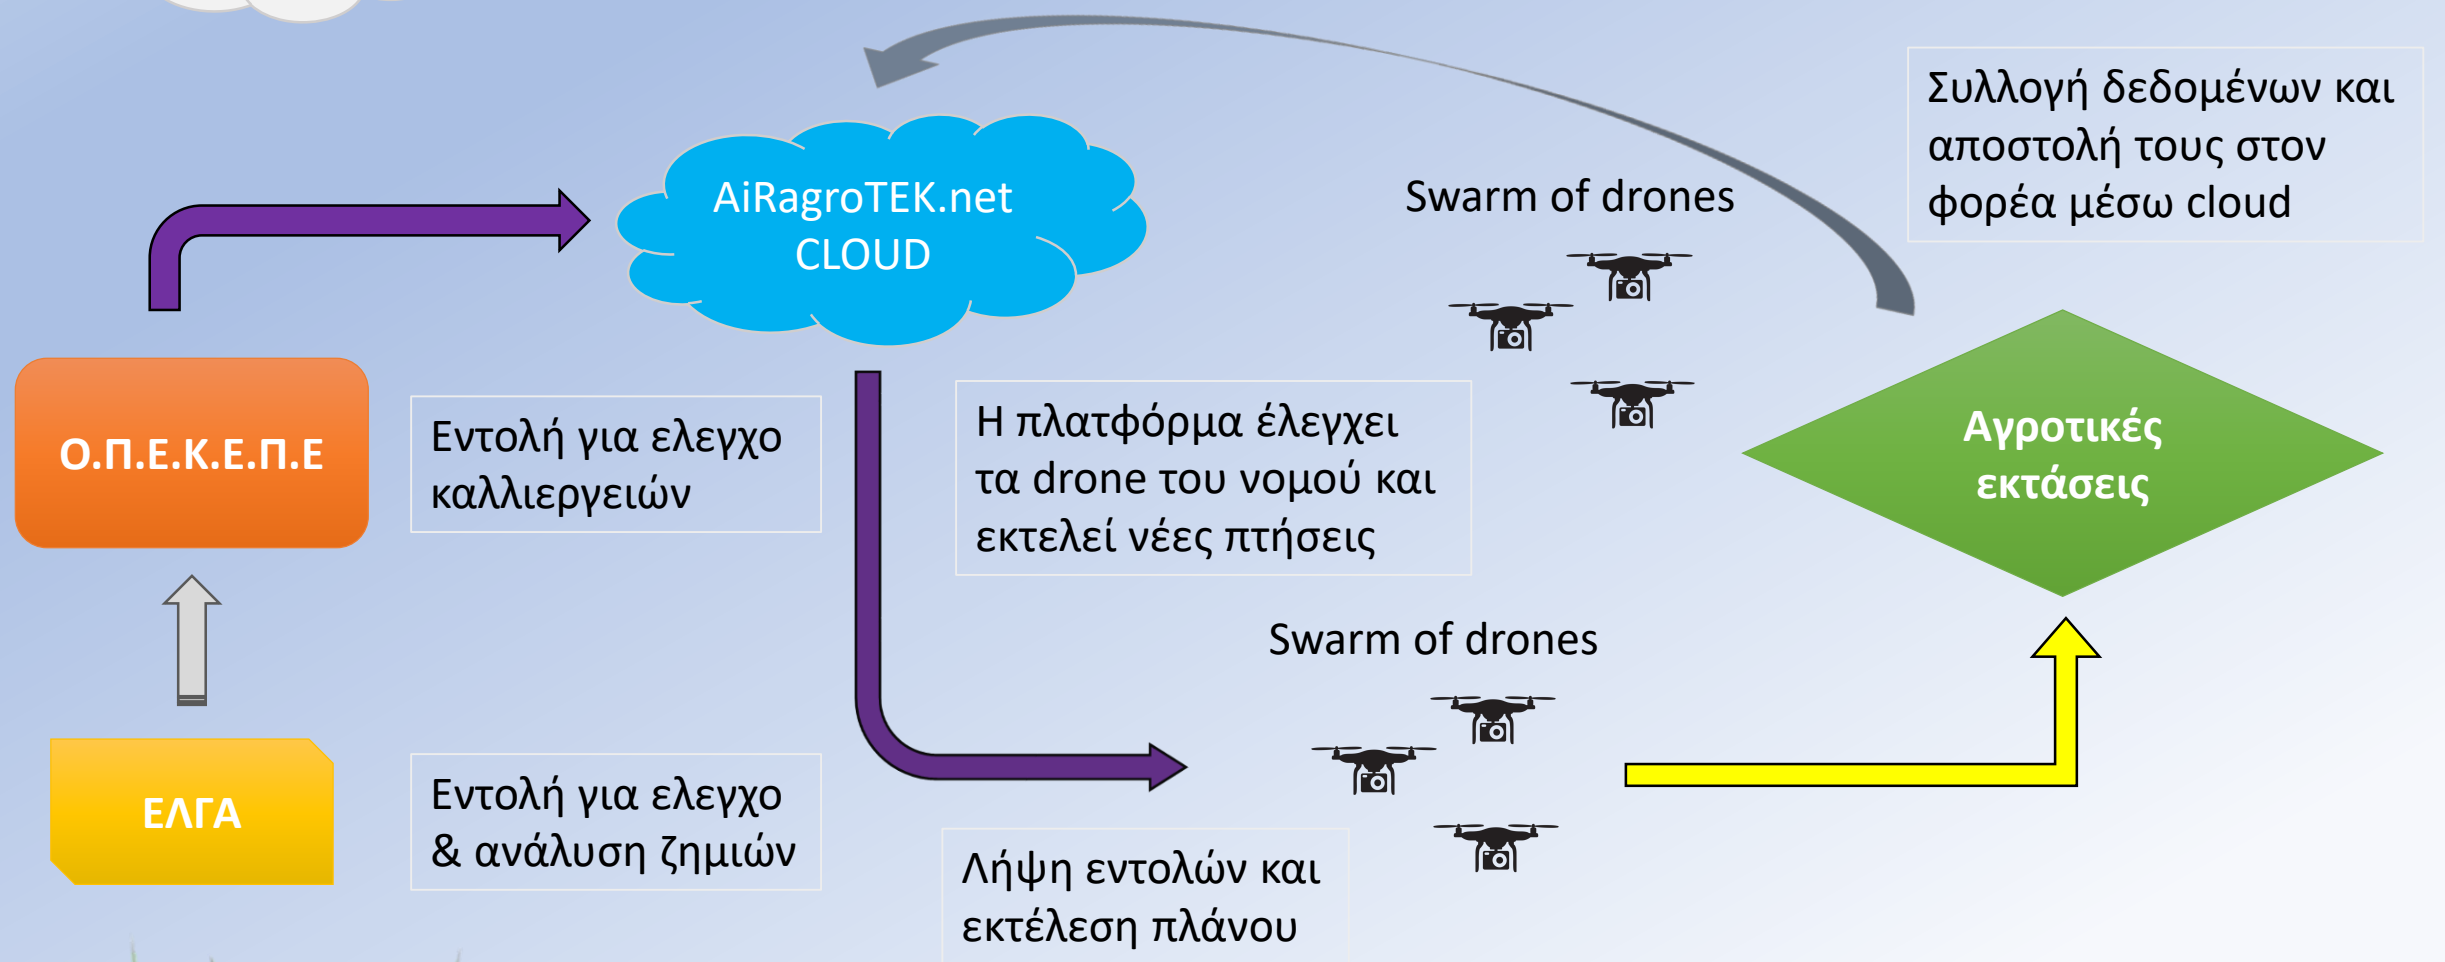 AiRagroTEK.net
CLOUD
Swarm of drones
Συλλογή δεδομένων και
αποστολή τους στον
φορέα μέσω cloud
Ο.Π.Ε.Κ.Ε.Π.Ε
Εντολή για ελεγχο
καλλιεργειών
Η πλατφόρμα έλεγχει
τα drone του νομού και
εκτελεί νέες πτήσεις
Αγροτικές
εκτάσεις
Swarm of drones
ΕΛΓΑ
Εντολή για ελεγχο
& ανάλυση ζημιών
Λήψη εντολών και
εκτέλεση πλάνου